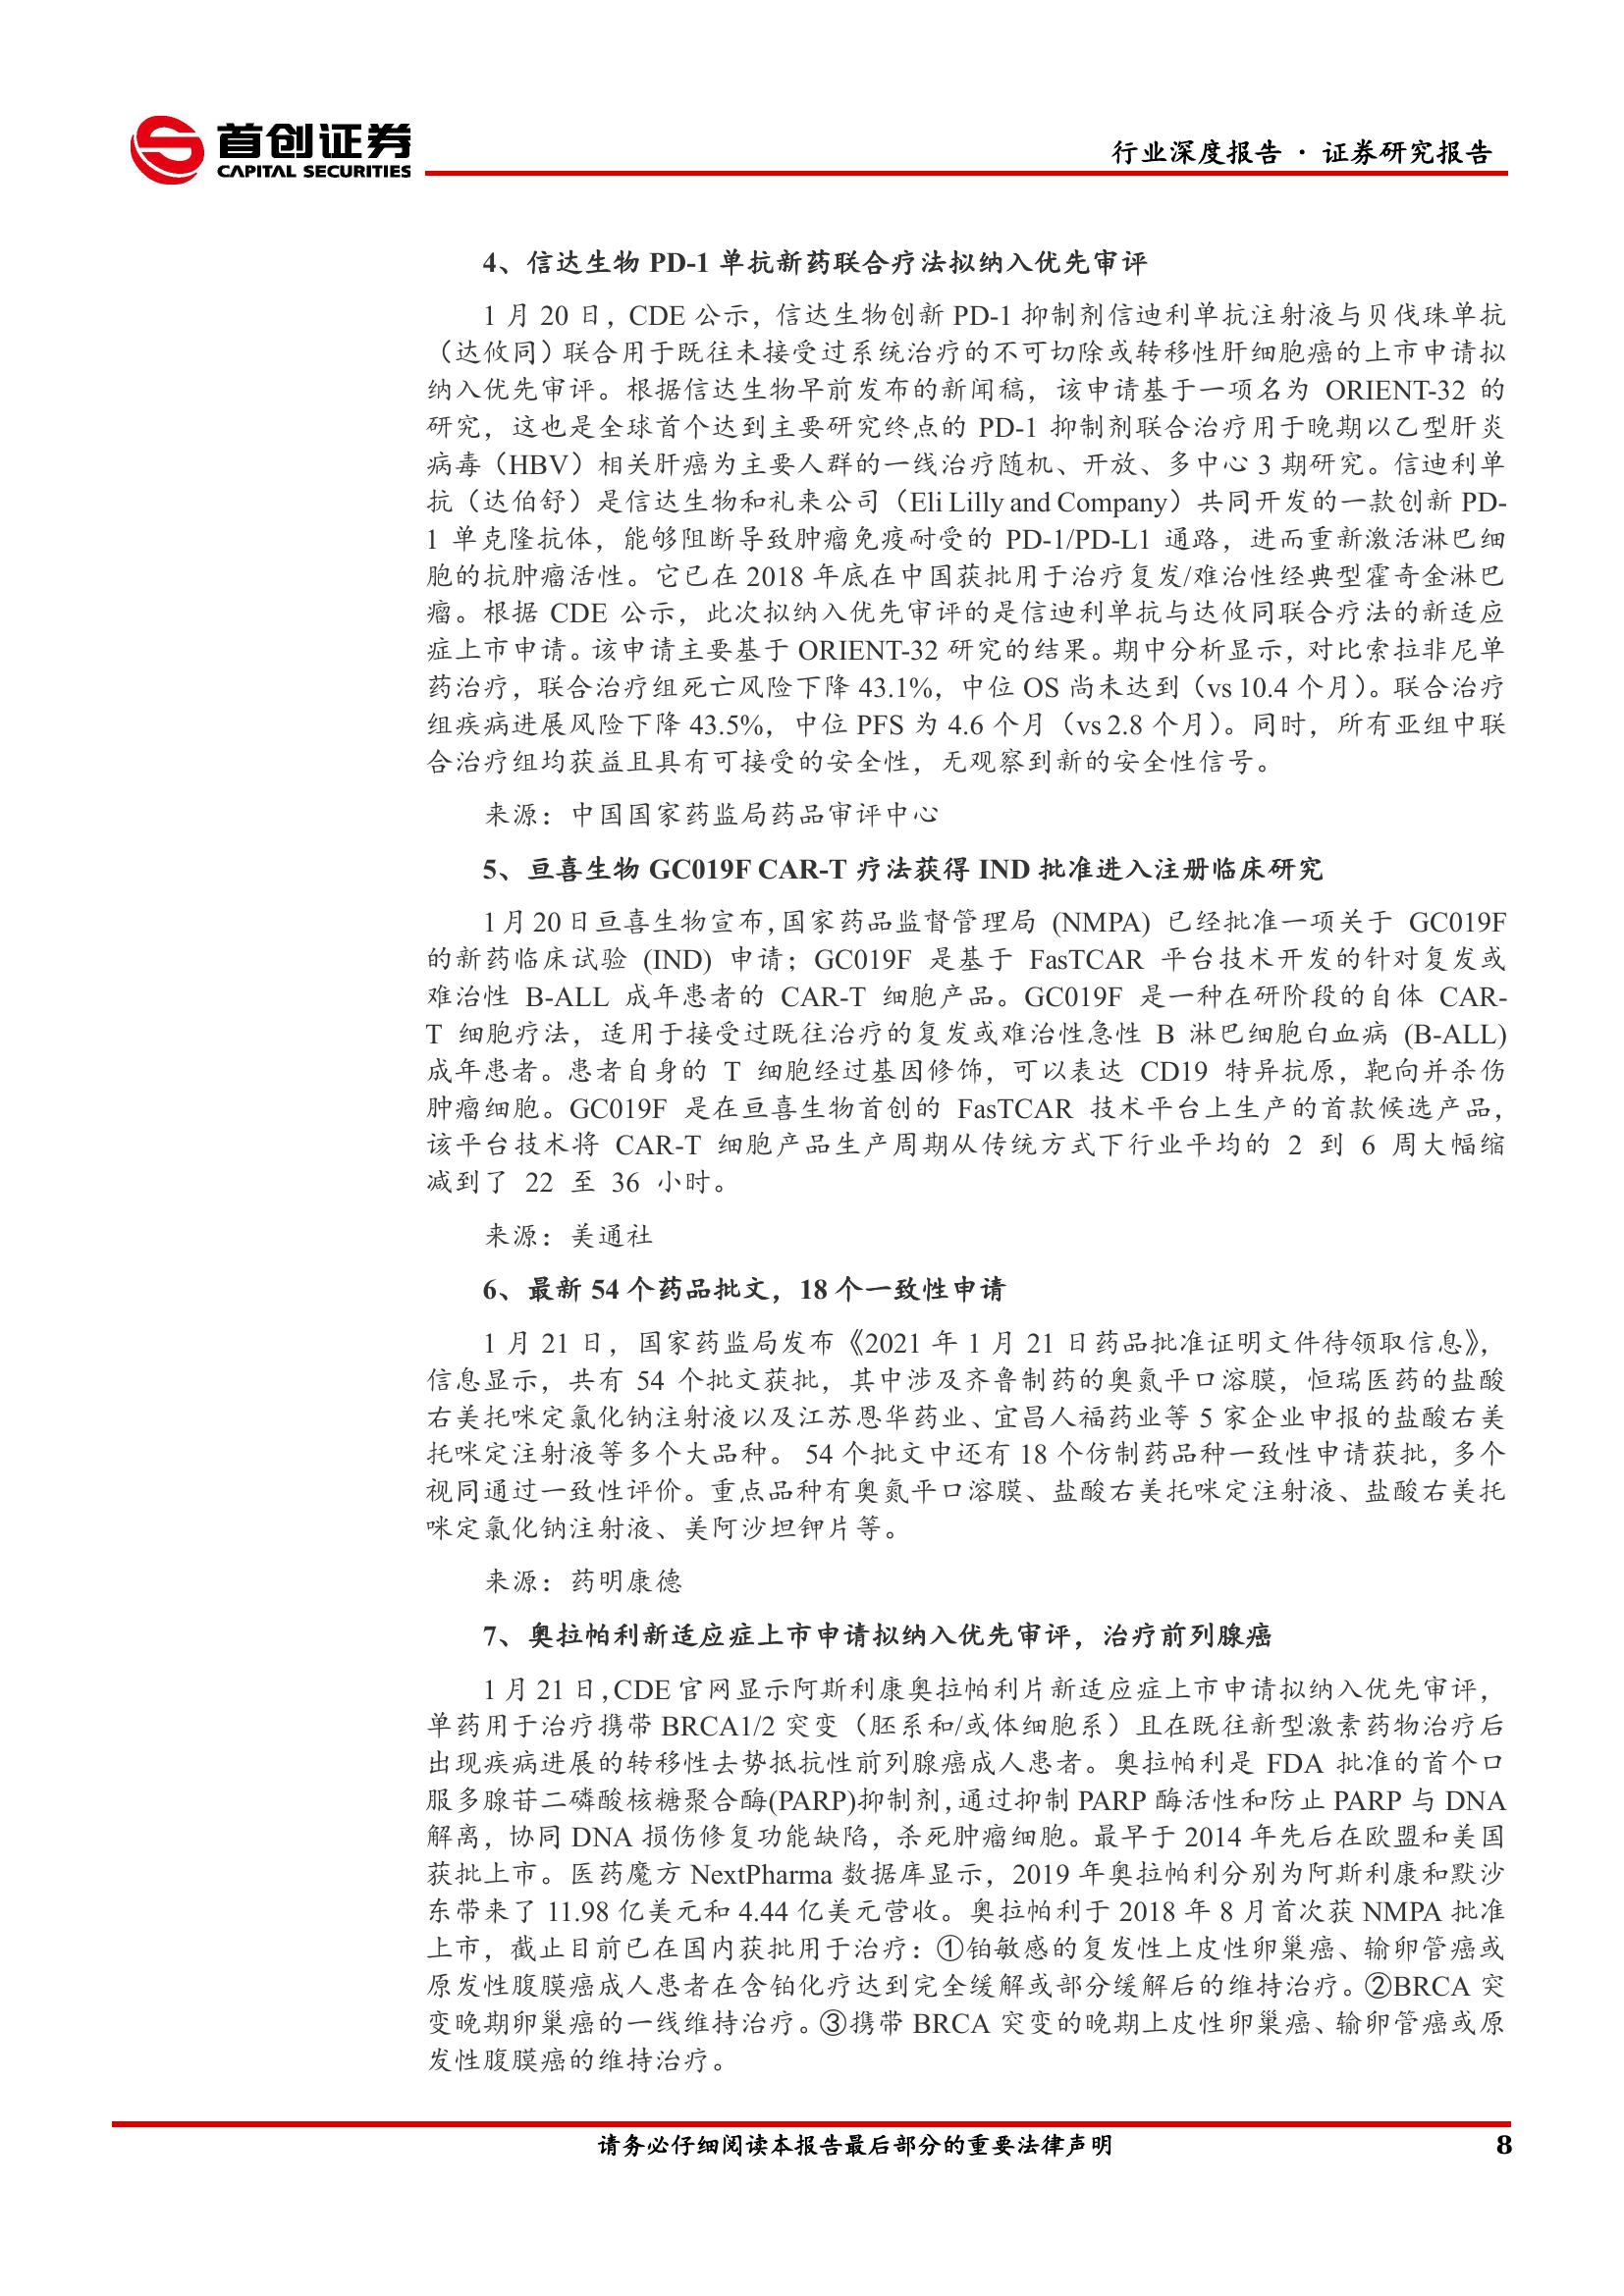 首创证券
CAPITAL SECURITIES
行业深度报告 · 证券研究报告
4、信达生物 PD-1 单抗新药联合疗法拟纳入优先审评
1 月 20 日，CDE 公示，信达生物创新 PD-1 抑制剂信迪利单抗注射液与贝伐珠单抗
（达攸同）联合用于既往未接受过系统治疗的不可切除或转移性肝细胞癌的上市申请拟
纳入优先审评。根据信达生物早前发布的新闻稿，该申请基于一项名为 ORIENT-32 的
研究，这也是全球首个达到主要研究终点的 PD-1 抑制剂联合治疗用于晚期以乙型肝炎
病毒（HBV）相关肝癌为主要人群的一线治疗随机、开放、多中心 3 期研究。信迪利单
抗（达伯舒）是信达生物和礼来公司（Eli Lilly and Company）共同开发的一款创新 PD-
1 单克隆抗体，能够阻断导致肿瘤免疫耐受的 PD-1/PD-L1 通路，进而重新激活淋巴细
胞的抗肿瘤活性。它已在 2018 年底在中国获批用于治疗复发/难治性经典型霍奇金淋巴
瘤。根据 CDE 公示，此次拟纳入优先审评的是信迪利单抗与达攸同联合疗法的新适应
症上市申请。该申请主要基于 ORIENT-32 研究的结果。期中分析显示，对比索拉非尼单
药治疗，联合治疗组死亡风险下降 43.1%，中位 OS 尚未达到（vs 10.4 个月）。联合治疗
组疾病进展风险下降 43.5%，中位 PFS 为 4.6 个月（vs 2.8 个月）。同时，所有亚组中联
合治疗组均获益且具有可接受的安全性，无观察到新的安全性信号。
来源：中国国家药监局药品审评中心
5、亘喜生物 GC019F CAR-T 疗法获得 IND 批准进入注册临床研究
1 月 20 日亘喜生物宣布，国家药品监督管理局 (NMPA) 已经批准一项关于 GC019F
的新药临床试验 (IND) 申请；GC019F 是基于 FasTCAR 平台技术开发的针对复发或
难治性 B-ALL 成年患者的 CAR-T 细胞产品。GC019F 是一种在研阶段的自体 CAR-
T 细胞疗法，适用于接受过既往治疗的复发或难治性急性 B 淋巴细胞白血病 (B-ALL)
成年患者。患者自身的 T 细胞经过基因修饰，可以表达 CD19 特异抗原，靶向并杀伤
肿瘤细胞。GC019F 是在亘喜生物首创的 FasTCAR 技术平台上生产的首款候选产品，
该平台技术将 CAR-T 细胞产品生产周期从传统方式下行业平均的 2 到 6 周大幅缩
减到了 22 至 36 小时。
来源：美通社
6、最新 54 个药品批文，18 个一致性申请
1 月 21 日，国家药监局发布《2021 年 1 月 21 日药品批准证明文件待领取信息》，
信息显示，共有 54 个批文获批，其中涉及齐鲁制药的奥氮平口溶膜，恒瑞医药的盐酸
右美托咪定氯化钠注射液以及江苏恩华药业、宜昌人福药业等 5 家企业申报的盐酸右美
托咪定注射液等多个大品种。 54 个批文中还有 18 个仿制药品种一致性申请获批，多个
视同通过一致性评价。重点品种有奥氮平口溶膜、盐酸右美托咪定注射液、盐酸右美托
咪定氯化钠注射液、美阿沙坦钾片等。
来源：药明康德
7、奥拉帕利新适应症上市申请拟纳入优先审评，治疗前列腺癌
1 月 21 日，CDE 官网显示阿斯利康奥拉帕利片新适应症上市申请拟纳入优先审评，
单药用于治疗携带 BRCA1/2 突变（胚系和/或体细胞系）且在既往新型激素药物治疗后
出现疾病进展的转移性去势抵抗性前列腺癌成人患者。奥拉帕利是 FDA 批准的首个口
服多腺苷二磷酸核糖聚合酶(PARP)抑制剂，通过抑制 PARP 酶活性和防止 PARP 与 DNA
解离，协同 DNA 损伤修复功能缺陷，杀死肿瘤细胞。最早于 2014 年先后在欧盟和美国
获批上市。医药魔方 NextPharma 数据库显示，2019 年奥拉帕利分别为阿斯利康和默沙
东带来了 11.98 亿美元和 4.44 亿美元营收。奥拉帕利于 2018 年 8 月首次获 NMPA 批准
上市，截止目前已在国内获批用于治疗：①铂敏感的复发性上皮性卵巢癌、输卵管癌或
原发性腹膜癌成人患者在含铂化疗达到完全缓解或部分缓解后的维持治疗。②BRCA 突
变晚期卵巢癌的一线维持治疗。③携带 BRCA 突变的晚期上皮性卵巢癌、输卵管癌或原
发性腹膜癌的维持治疗。
请务必仔细阅读本报告最后部分的重要法律声明
8